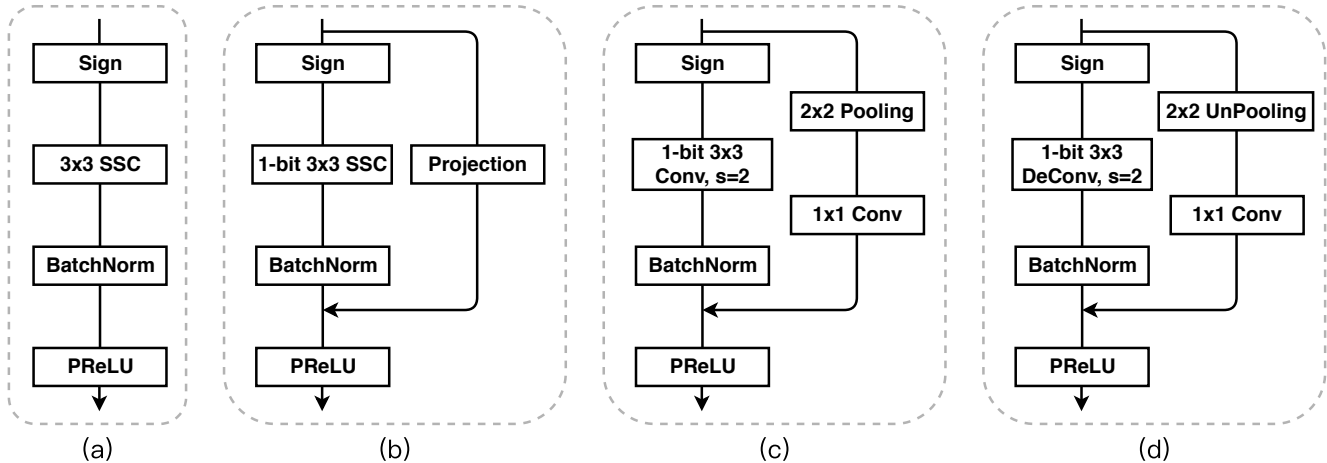 Sign
3x3 SSC
BatchNorm
PReLU
(a)
Sign
1-bit 3x3 SSC
Projection
BatchNorm
PReLU
(b)
Sign
2x2 Pooling
1-bit 3x3
Conv, s=2
1x1 Conv
BatchNorm
PReLU
(c)
Sign
2x2 UnPooling
1-bit 3x3
DeConv, s=2
1x1 Conv
BatchNorm
PReLU
(d)